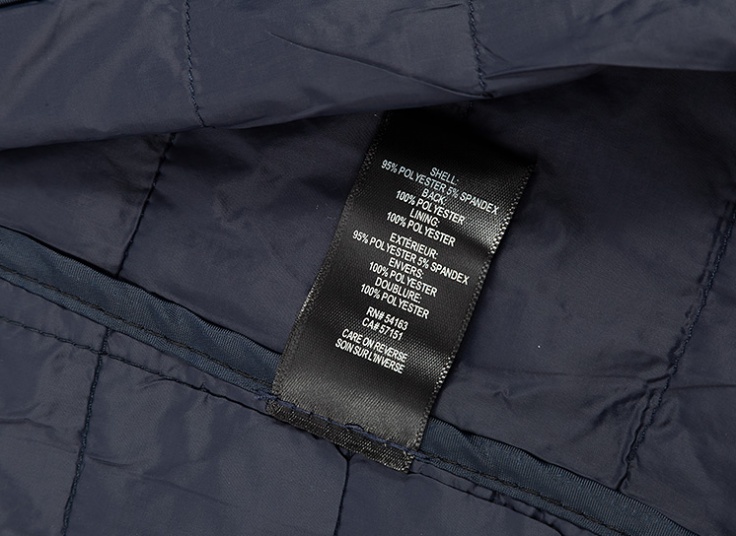 SHELL:
95% POLYESTER 5% SPANDEX
BACK:
100% POLYESTER
LINING:
100% POLYESTER
EXTÉRIEUR:
95% POLYESTER 5% SPANDEX
ENVERS:
100% POLYESTER
DOUBLURE:
100% POLYESTER
RN# 54163
CA# 57151
CARE ON REVERSE
SOIN SUR L'INVERSE